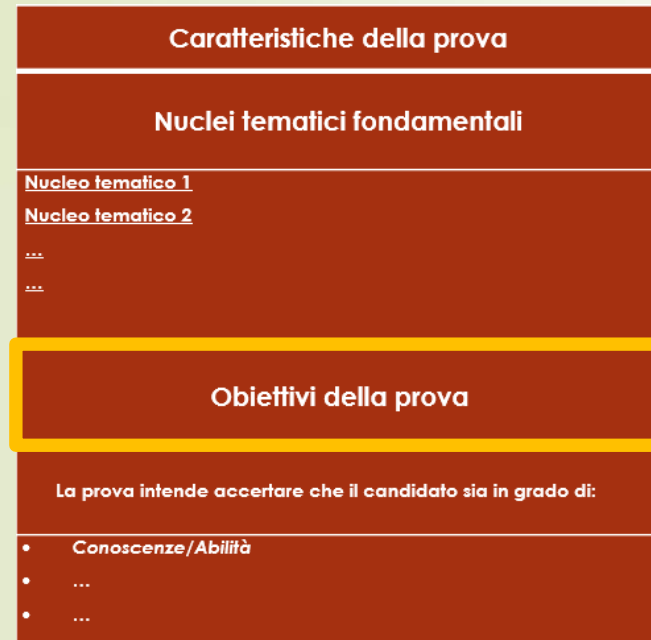 Caratteristiche della prova
Nuclei tematici fondamentali
Nucleo tematico 1
Nucleo tematico 2
...
...
Obiettivi della prova
La prova intende accertare che il candidato sia in grado di:
• Conoscenze/Abilità
• ...
• ...